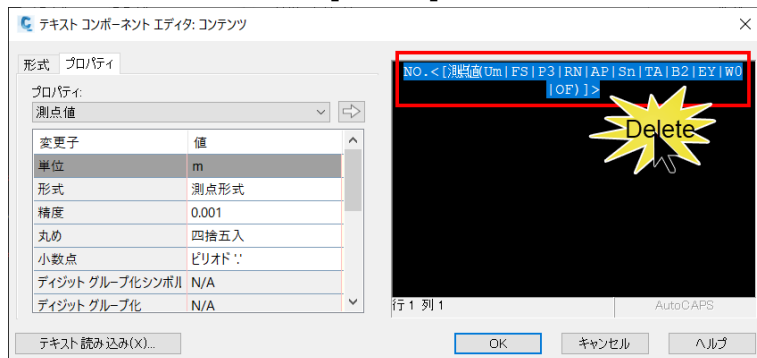 テキスト コンポーネント エディタ: コンテンツ
形式 プロパティ
プロパティ:
測点値
変更子 値
単位 m
形式 測点形式
精度 0.001
丸め 四捨五入
小数点 ピリオド '.'
ディジット グループ化シンボル N/A
ディジット グループ化 N/A
NO.<[測点値(Um|FS|P3|RN|AP|Sn|TA|B2|EY|W0
|OF)]>
Delete
行 1 列 1 AutoCAPS
テキスト読み込み(X)... OK キャンセル ヘルプ